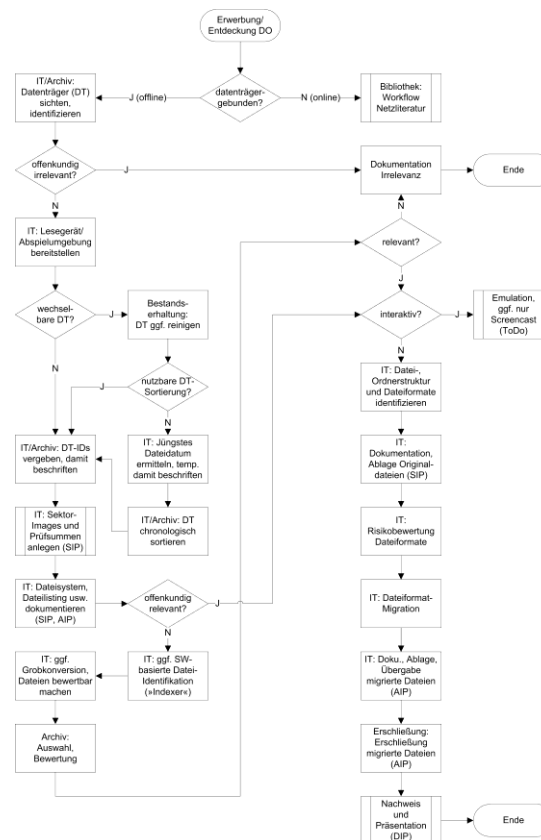 Erwerbung/
Entdeckung DO
IT/Archiv:
Datenträger (DT)
sichten,
identifizieren
J (offline)
datenträger-
gebunden?
N (online)
Bibliothek:
Workflow
Netzliteratur
offenkundig
irrelevant?
J
Dokumentation
Irrelevanz
Ende
N
N
IT: Lesegerät/
Abspielumgebung
bereitstellen
relevant?
J
wechsel-
bare DT?
J
Bestands-
erhaltung:
DT ggf. reinigen
interaktiv?
J
Emulation,
ggf. nur
Screencast
(ToDo)
N
N
J
nutzbare DT-
Sortierung?
IT: Datei-,
Ordnerstruktur
und Dateiformate
identifizieren
N
IT/Archiv: DT-IDs
vergeben, damit
beschriften
IT: Jüngstes
Dateidatum
ermitteln, temp.
damit beschriften
IT:
Dokumentation,
Ablage Original-
dateien (SIP)
IT: Sektor-
Images und
Prüfsummen
anlegen (SIP)
IT/Archiv: DT
chronologisch
sortieren
IT:
Risikobewertung
Dateiformate
IT: Dateisystem,
Dateilisting usw.
dokumentieren
(SIP, AIP)
offenkundig
relevant?
J
IT: Dateiformat-
Migration
N
IT: ggf.
Grobkonversion,
Dateien bewertbar
machen
IT: ggf. SW-
basierte Datei-
Identifikation
(»Indexer«)
IT: Doku., Ablage,
Übergabe
migrierte Dateien
(AIP)
Archiv:
Auswahl,
Bewertung
Erschließung:
Erschließung
migrierte Dateien
(AIP)
Nachweis
und
Präsentation
(DIP)
Ende